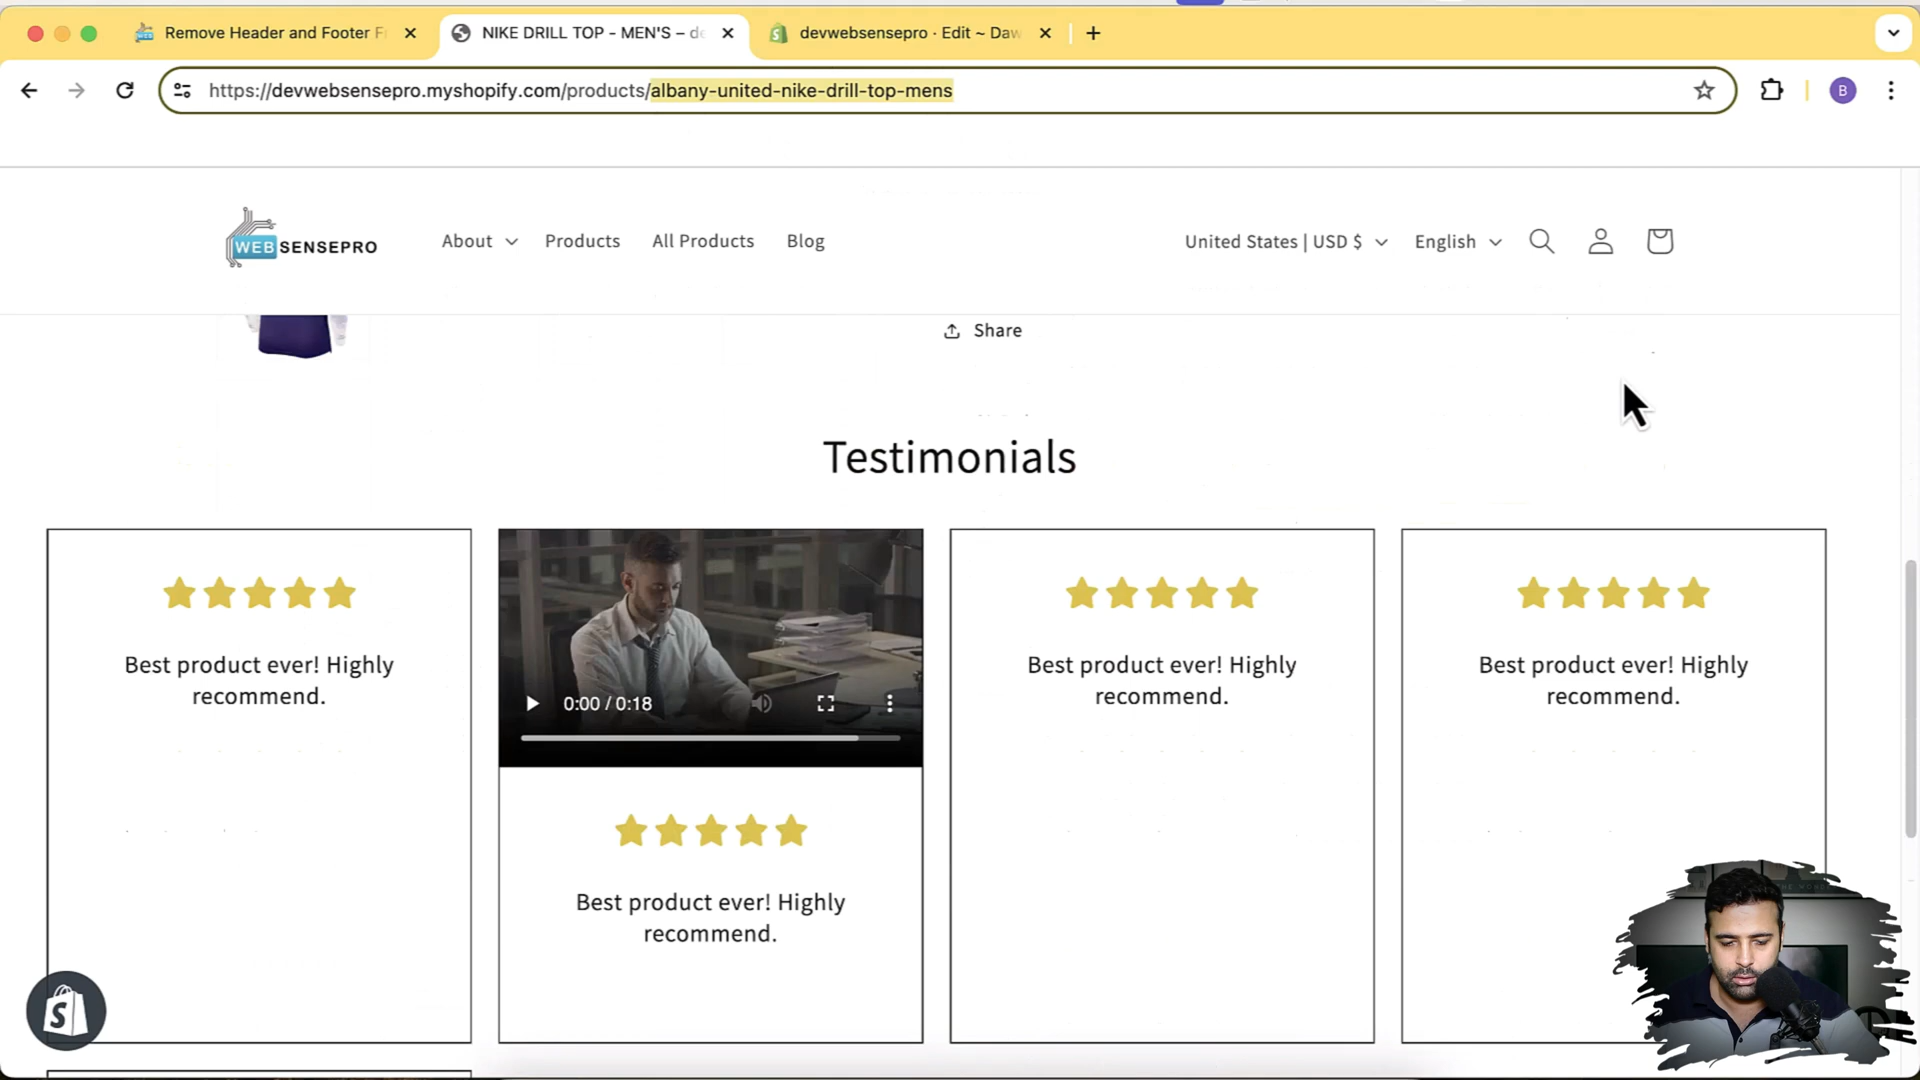 Remove Header and Footer F
NIKE DRILL TOP - MEN'S – de
devwebsensepro · Edit ~ Daw
https://devwebsensepro.myshopify.com/products/albany-united-nike-drill-top-mens
B
WEBSENSEPRO
About
Products
All Products
Blog
United States | USD $
English
Share
Testimonials
Best product ever! Highly
recommend.
0:00 / 0:18
Best product ever! Highly
recommend.
Best product ever! Highly
recommend.
Best product ever! Highly
recommend.